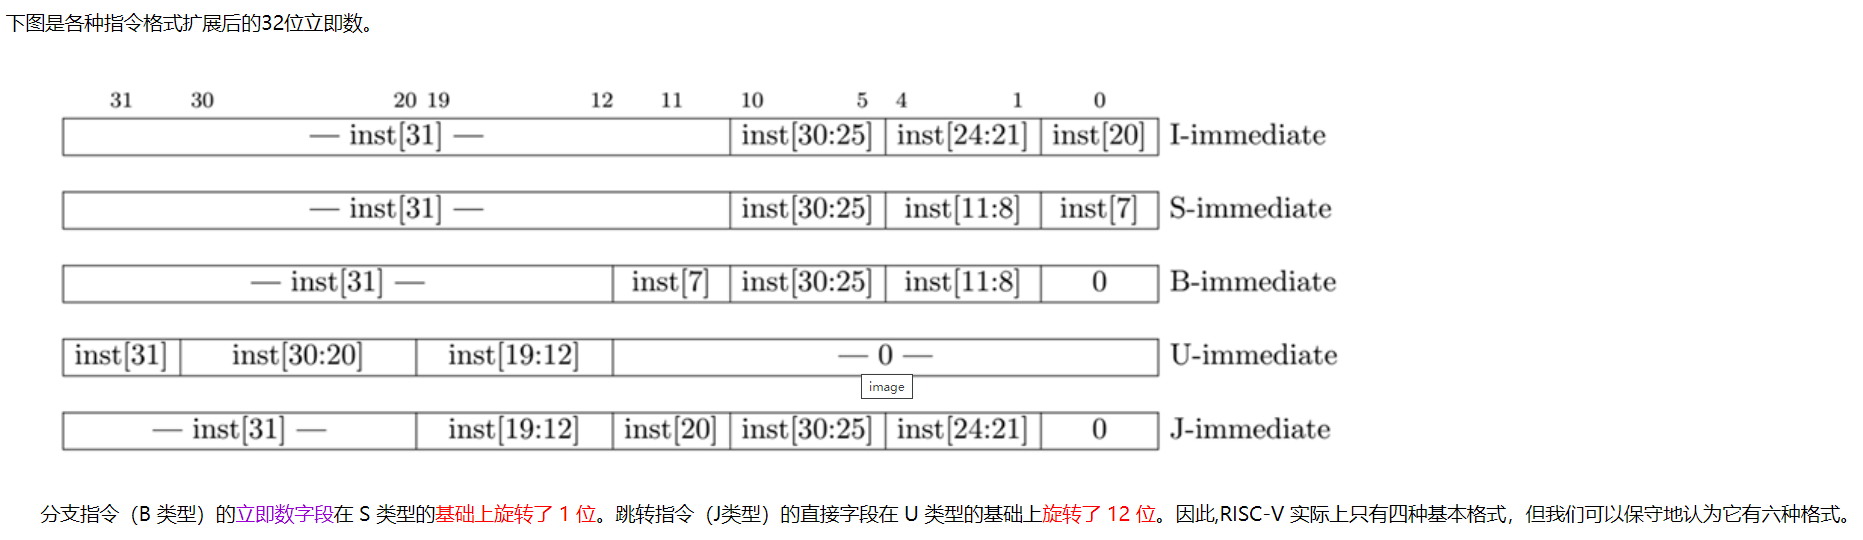 下图是各种指令格式扩展后的32位立即数。
31 30 20 19 12 11 10 5 4 1 0
— inst[31] — inst[30:25] inst[24:21] inst[20] I-immediate
— inst[31] — inst[30:25] inst[11:8] inst[7] S-immediate
— inst[31] — inst[7] inst[30:25] inst[11:8] 0 B-immediate
inst[31] inst[30:20] inst[19:12] — 0 — U-immediate
image
— inst[31] — inst[19:12] inst[20] inst[30:25] inst[24:21] 0 J-immediate
分支指令（B 类型）的立即数字段在 S 类型的基础上旋转了 1 位。跳转指令（J类型）的直接字段在 U 类型的基础上旋转了 12 位。因此,RISC-V 实际上只有四种基本格式，但我们可以保守地认为它有六种格式。